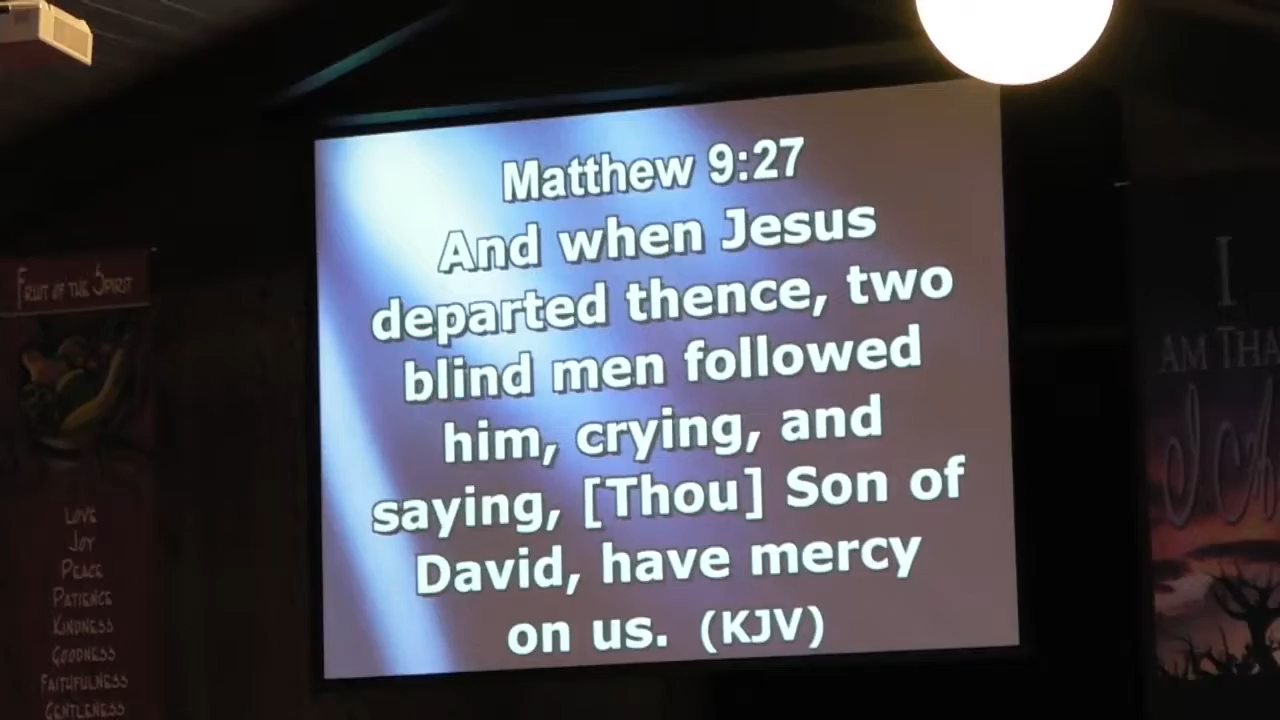 Matthew 9:27
And when Jesus
departed thence, two
blind men followed
him, crying, and
saying, [Thou] Son of
David, have mercy
on us. (KJV)
FRUIT OF THE SPIRIT
LOVE
JOY
PEACE
PATIENCE
KINDNESS
GOODNESS
FAITHFULNESS
GENTLENESS
I
AM THA